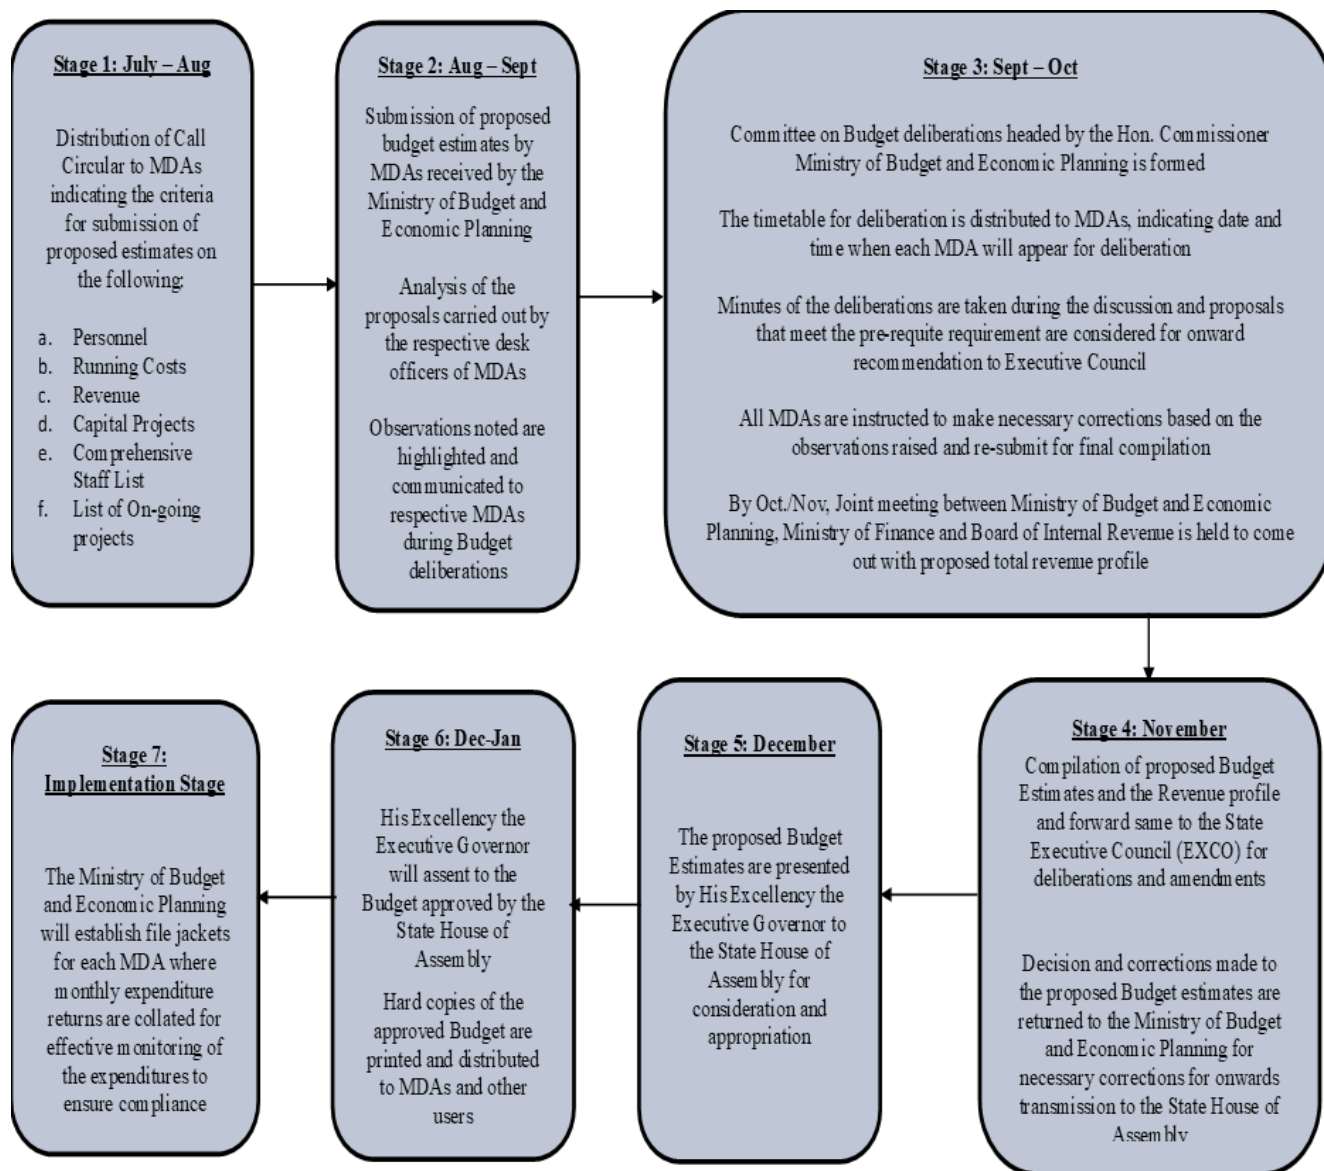 Stage 1: July – Aug
Distribution of Call
Circular to MDAs
indicating the criteria
for submission of
proposed estimates on
the following:
a. Personnel
b. Running Costs
c. Revenue
d. Capital Projects
e. Comprehensive
Staff List
f. List of On-going
projects
Stage 2: Aug – Sept
Submission of proposed
budget estimates by
MDAs received by the
Ministry of Budget and
Economic Planning
Analysis of the
proposals carried out by
the respective desk
officers of MDAs
Observations noted are
highlighted and
communicated to
respective MDAs
during Budget
deliberations
Stage 3: Sept – Oct
Committee on Budget deliberations headed by the Hon. Commissioner
Ministry of Budget and Economic Planning is formed
The timetable for deliberation is distributed to MDAs, indicating date and
time when each MDA will appear for deliberation
Minutes of the deliberations are taken during the discussion and proposals
that meet the pre-requite requirement are considered for onward
recommendation to Executive Council
All MDAs are instructed to make necessary corrections based on the
observations raised and re-submit for final compilation
By Oct./Nov, Joint meeting between Ministry of Budget and Economic
Planning, Ministry of Finance and Board of Internal Revenue is held to come
out with proposed total revenue profile
Stage 4: November
Compilation of proposed Budget
Estimates and the Revenue profile
and forward same to the State
Executive Council (EXCO) for
deliberations and amendments
Decision and corrections made to
the proposed Budget estimates are
returned to the Ministry of Budget
and Economic Planning for
necessary corrections for onwards
transmission to the State House of
Assembly
Stage 5: December
The proposed Budget
Estimates are presented
by His Excellency the
Executive Governor to
the State House of
Assembly for
consideration and
appropriation
Stage 6: Dec-Jan
His Excellency the
Executive Governor
will assent to the
Budget approved by the
State House of
Assembly
Hard copies of the
approved Budget are
printed and distributed
to MDAs and other
users
Stage 7:
Implementation Stage
The Ministry of Budget
and Economic Planning
will establish file jackets
for each MDA where
monthly expenditure
returns are collated for
effective monitoring of
the expenditures to
ensure compliance